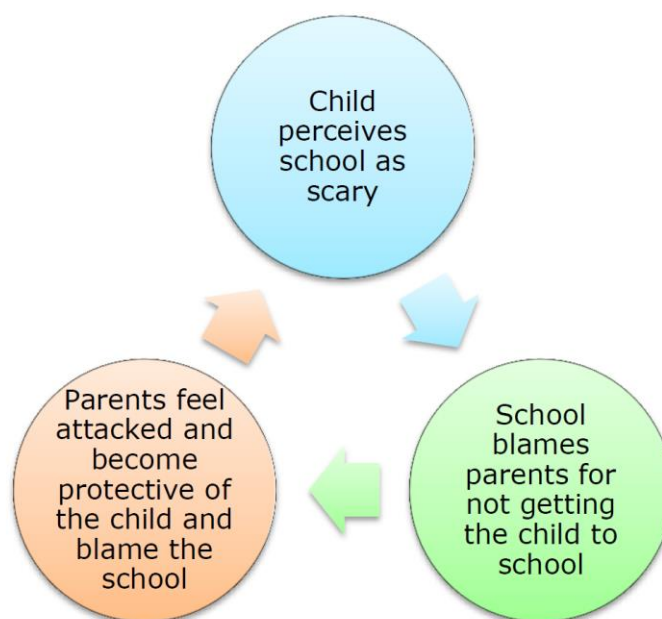 Child
perceives
school as
scary
School
blames
parents for
not getting
the child to
school
Parents feel
attacked and
become
protective of
the child and
blame the
school